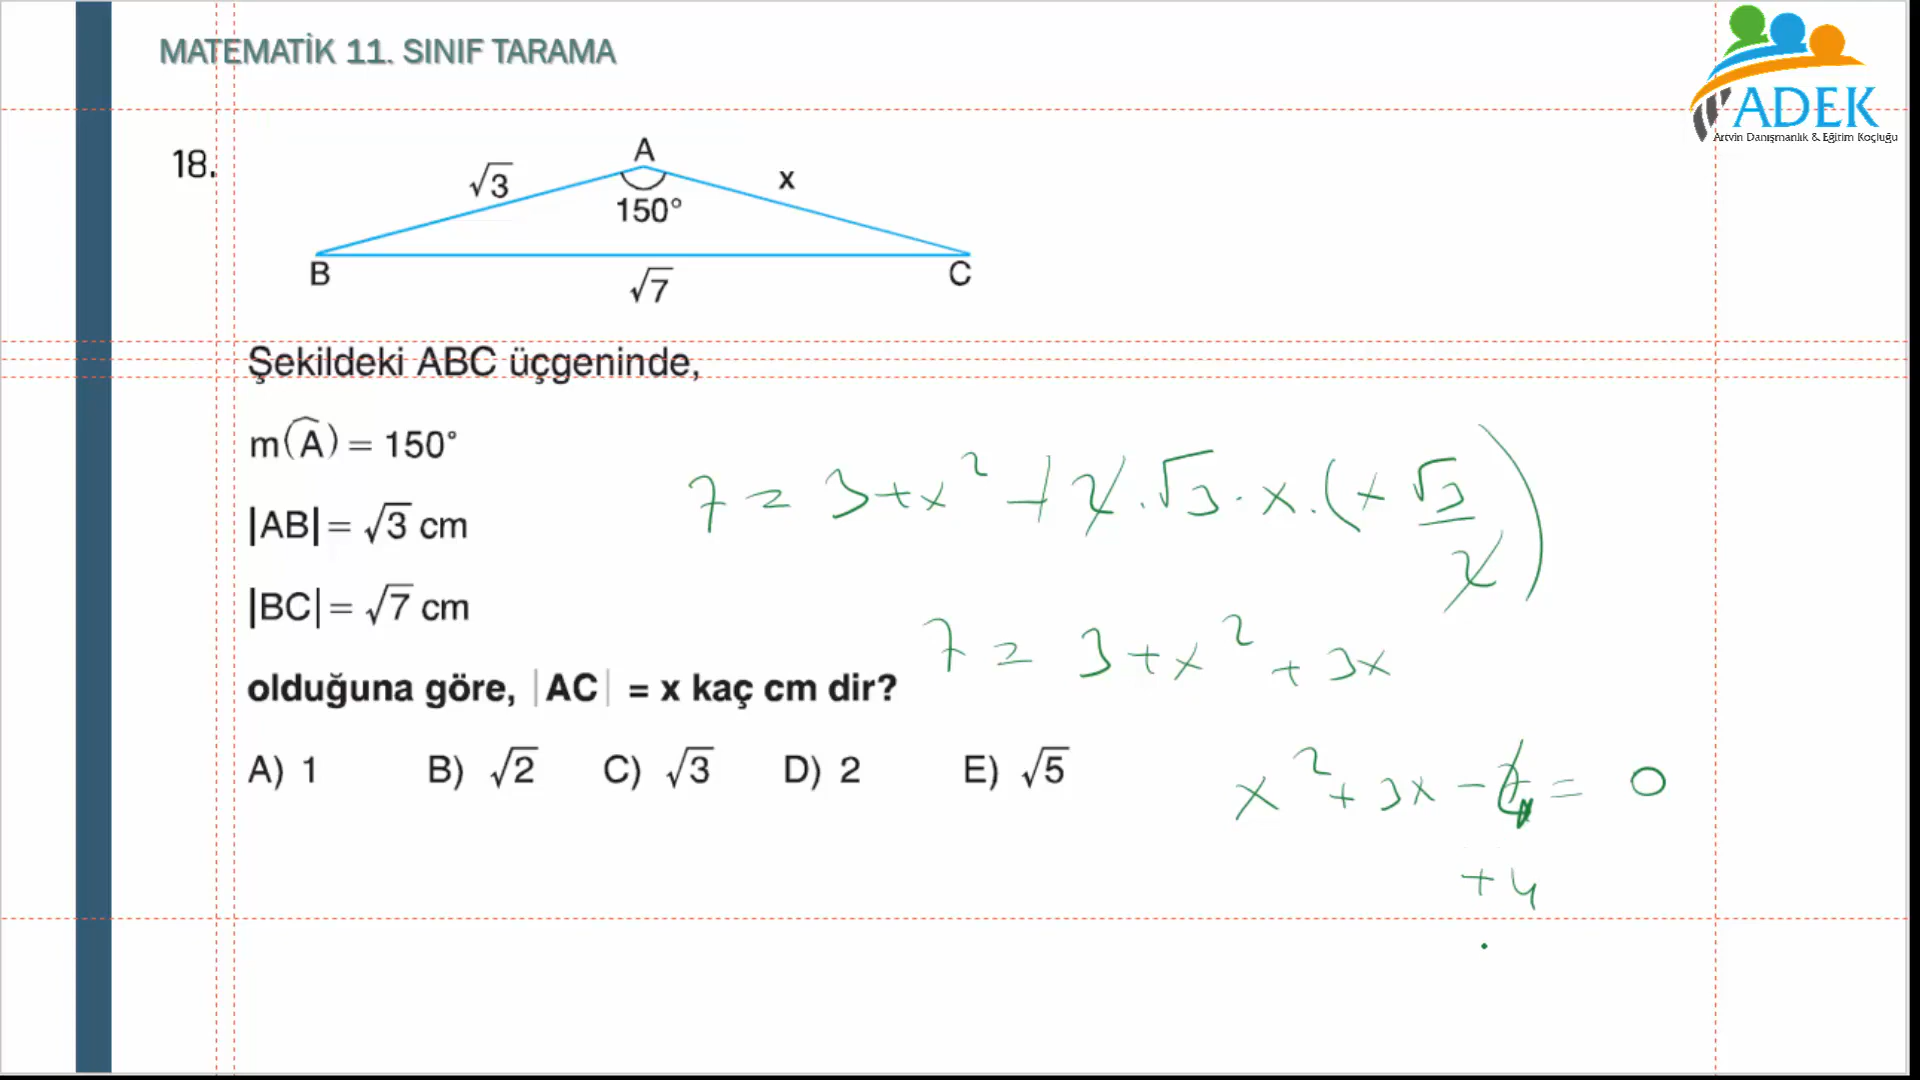 MATEMATİK 11. SINIF TARAMA
ADEK
Artvin Danışmanlık & Eğitim Koçluğu
18.
A
√3
x
150°
B
C
√7
Şekildeki ABC üçgeninde,
m(Â) = 150°
|AB| = √3 cm
|BC| = √7 cm
olduğuna göre, |AC| = x kaç cm dir?
A) 1 B) √2 C) √3 D) 2 E) √5
7 = 3 + x² + 2 . √3 . x . (+ √3/2)
7 = 3 + x² + 3x
x² + 3x - 4 = 0
+ 4